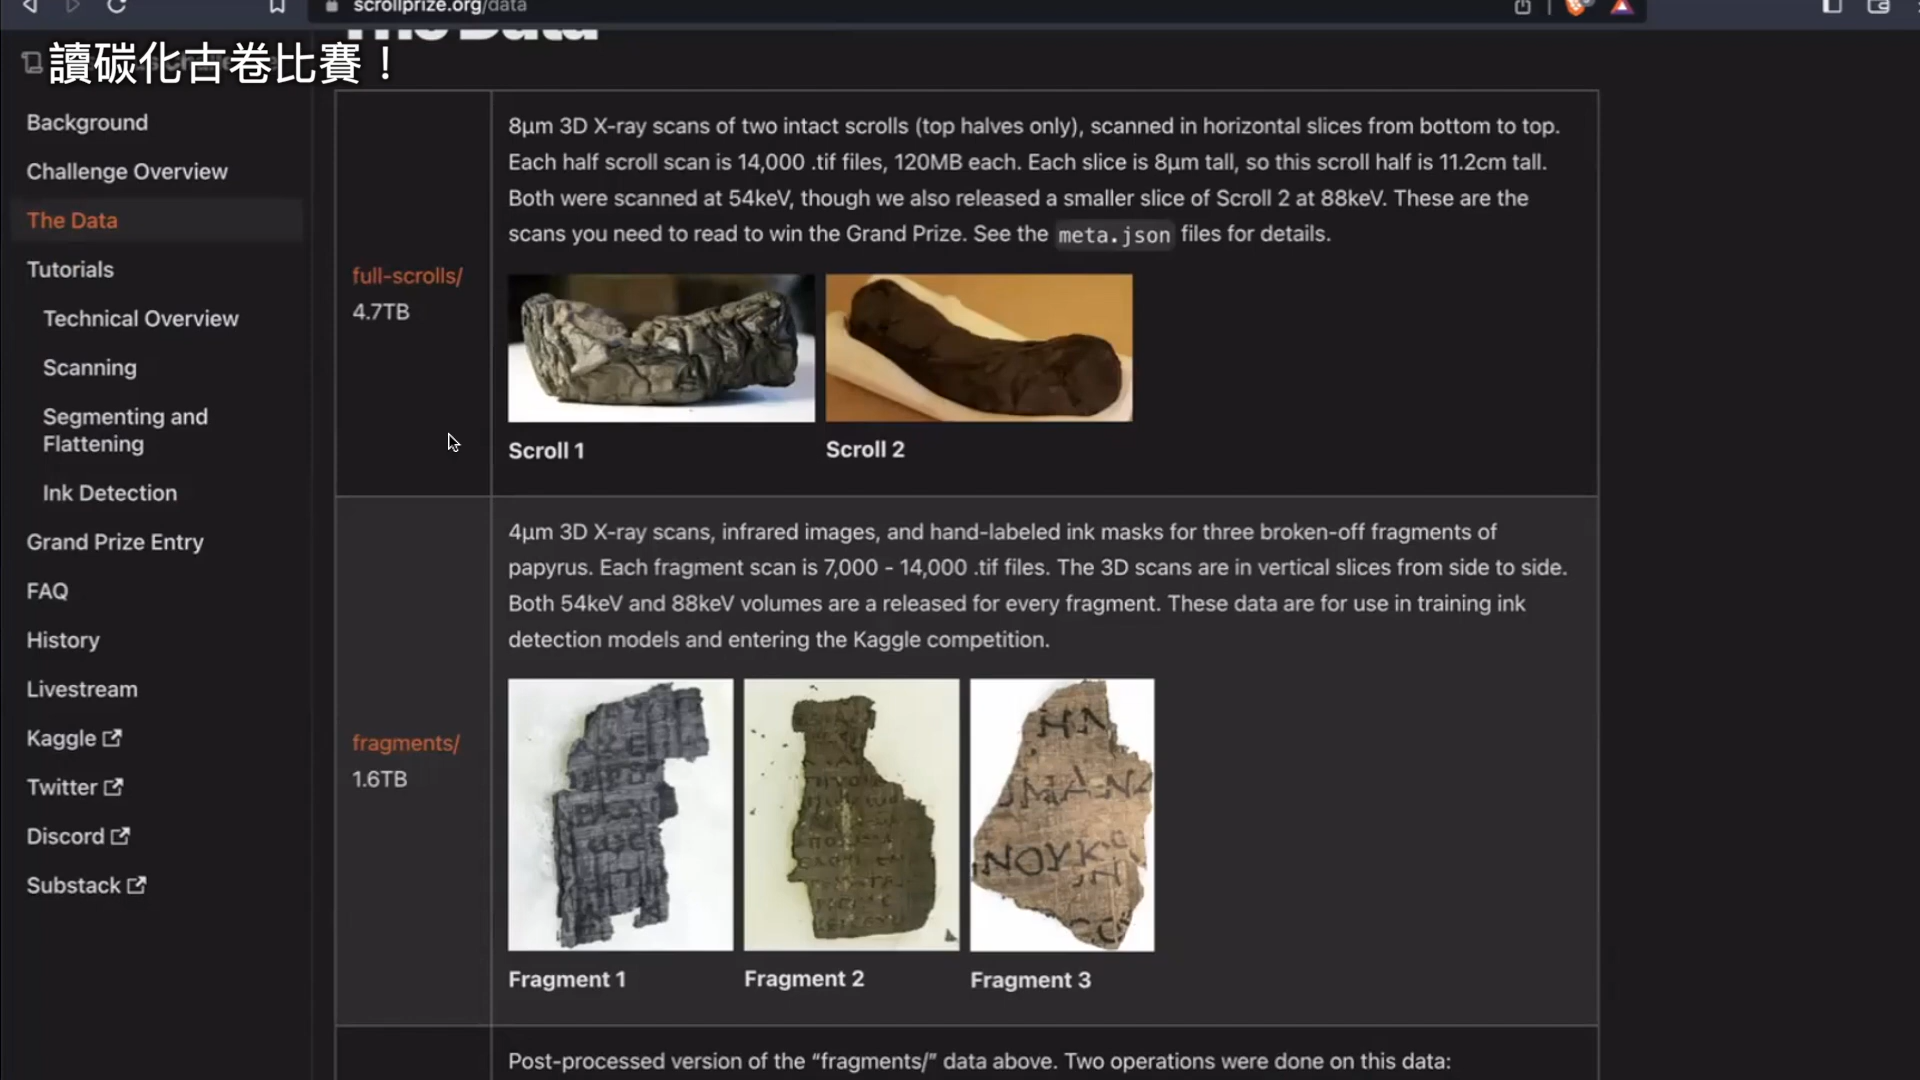 scrollprize.org/data
The Data
讀碳化古卷比賽！
Background
Challenge Overview
The Data
Tutorials
Technical Overview
Scanning
Segmenting and
Flattening
Ink Detection
Grand Prize Entry
FAQ
History
Livestream
Kaggle
Twitter
Discord
Substack
full-scrolls/
4.7TB
8μm 3D X-ray scans of two intact scrolls (top halves only), scanned in horizontal slices from bottom to top.
Each half scroll scan is 14,000 .tif files, 120MB each. Each slice is 8μm tall, so this scroll half is 11.2cm tall.
Both were scanned at 54keV, though we also released a smaller slice of Scroll 2 at 88keV. These are the
scans you need to read to win the Grand Prize. See the meta.json files for details.
Scroll 1
Scroll 2
fragments/
1.6TB
4μm 3D X-ray scans, infrared images, and hand-labeled ink masks for three broken-off fragments of
papyrus. Each fragment scan is 7,000 - 14,000 .tif files. The 3D scans are in vertical slices from side to side.
Both 54keV and 88keV volumes are a released for every fragment. These data are for use in training ink
detection models and entering the Kaggle competition.
Fragment 1
Fragment 2
Fragment 3
Post-processed version of the “fragments/” data above. Two operations were done on this data: